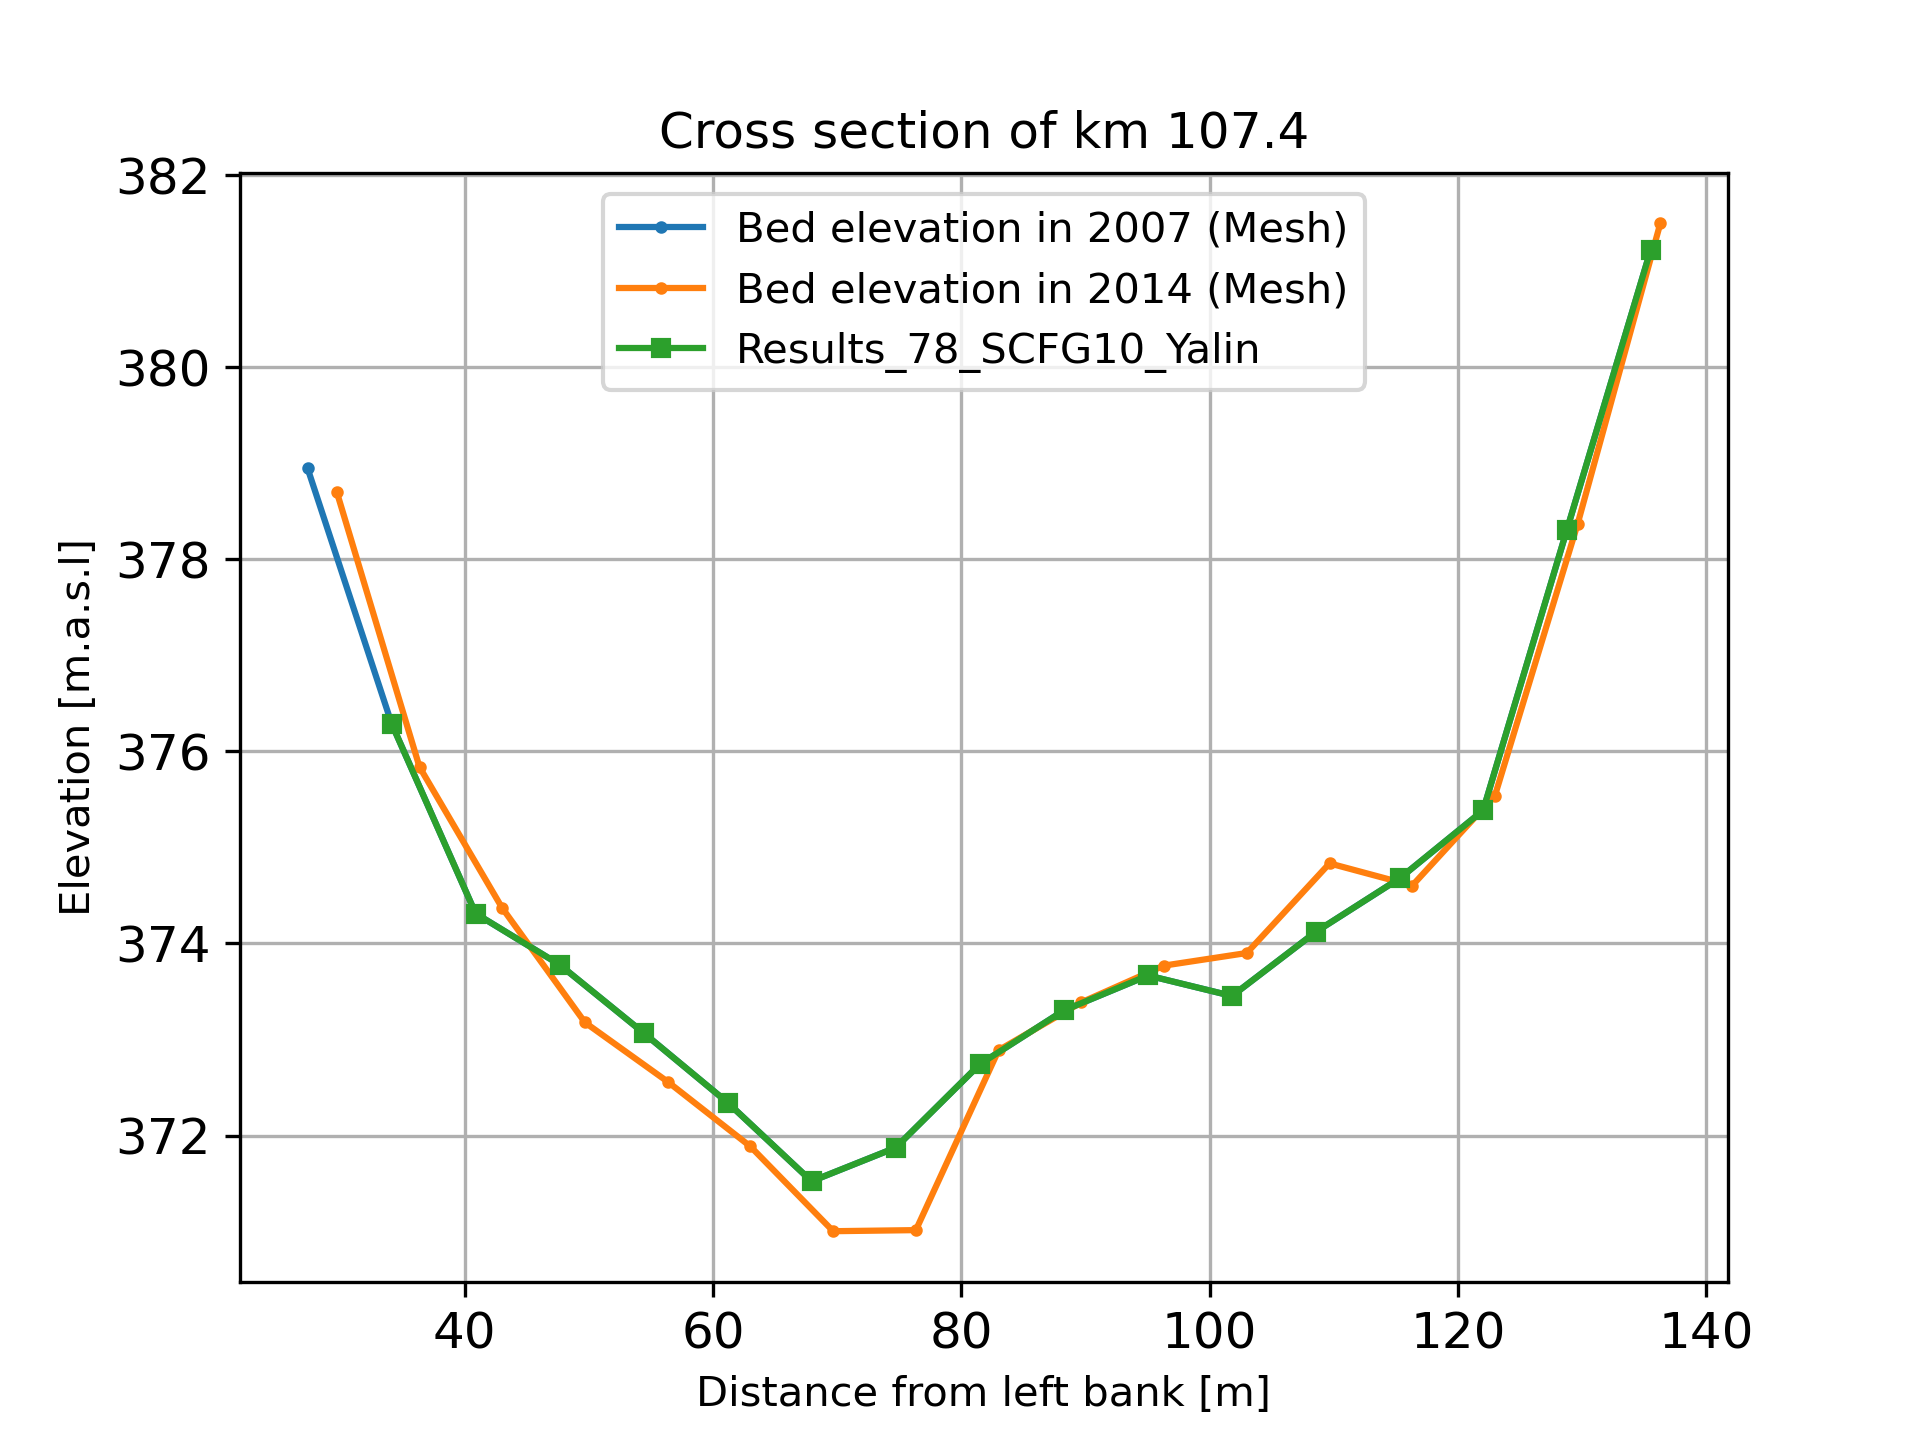 Cross section of km 107.4
Bed elevation in 2007 (Mesh)
Bed elevation in 2014 (Mesh)
Results_78_SCFG10_Yalin
382
380
378
376
374
372
Elevation [m.a.s.l]
40 60 80 100 120 140
Distance from left bank [m]